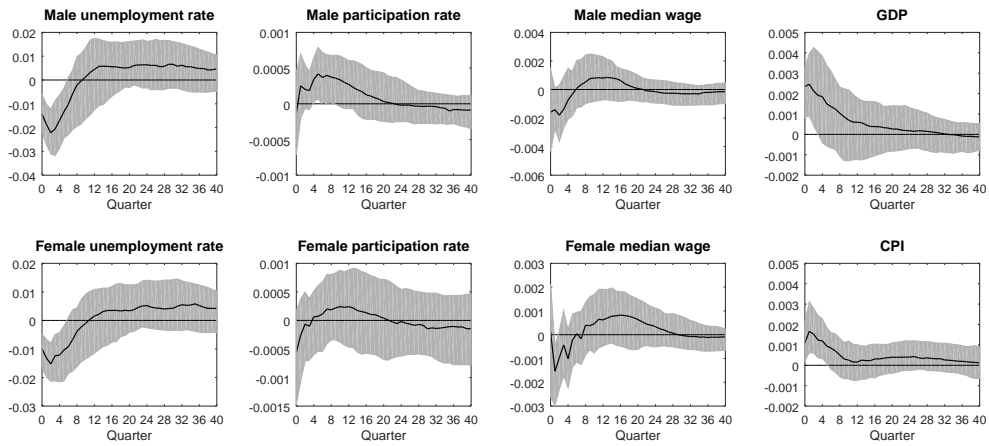 Male unemployment rate
Male participation rate
Male median wage
GDP
0.02
0.01
0
-0.01
-0.02
-0.03
-0.04
0.001
0.0005
0
-0.0005
-0.001
0.004
0.002
0
-0.002
-0.004
-0.006
0.005
0.004
0.003
0.002
0.001
0
-0.001
-0.002
0 4 8 12 16 20 24 28 32 36 40
0 4 8 12 16 20 24 28 32 36 40
0 4 8 12 16 20 24 28 32 36 40
0 4 8 12 16 20 24 28 32 36 40
Quarter
Quarter
Quarter
Quarter
Female unemployment rate
Female participation rate
Female median wage
CPI
0.02
0.01
0
-0.01
-0.02
-0.03
0.001
0.0005
0
-0.0005
-0.001
-0.0015
0.003
0.002
0.001
0
-0.001
-0.002
-0.003
0.005
0.004
0.003
0.002
0.001
0
-0.001
-0.002
0 4 8 12 16 20 24 28 32 36 40
0 4 8 12 16 20 24 28 32 36 40
0 4 8 12 16 20 24 28 32 36 40
0 4 8 12 16 20 24 28 32 36 40
Quarter
Quarter
Quarter
Quarter